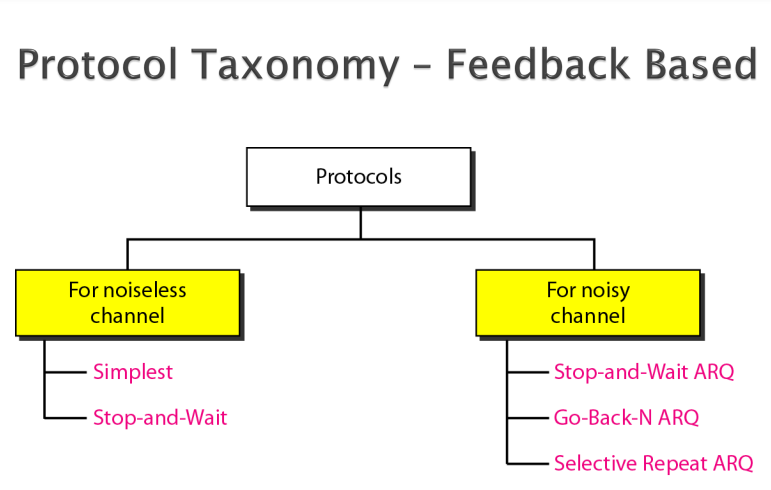 Protocol Taxonomy – Feedback Based
Protocols
For noiseless
channel
For noisy
channel
Simplest
Stop-and-Wait
Stop-and-Wait ARQ
Go-Back-N ARQ
Selective Repeat ARQ